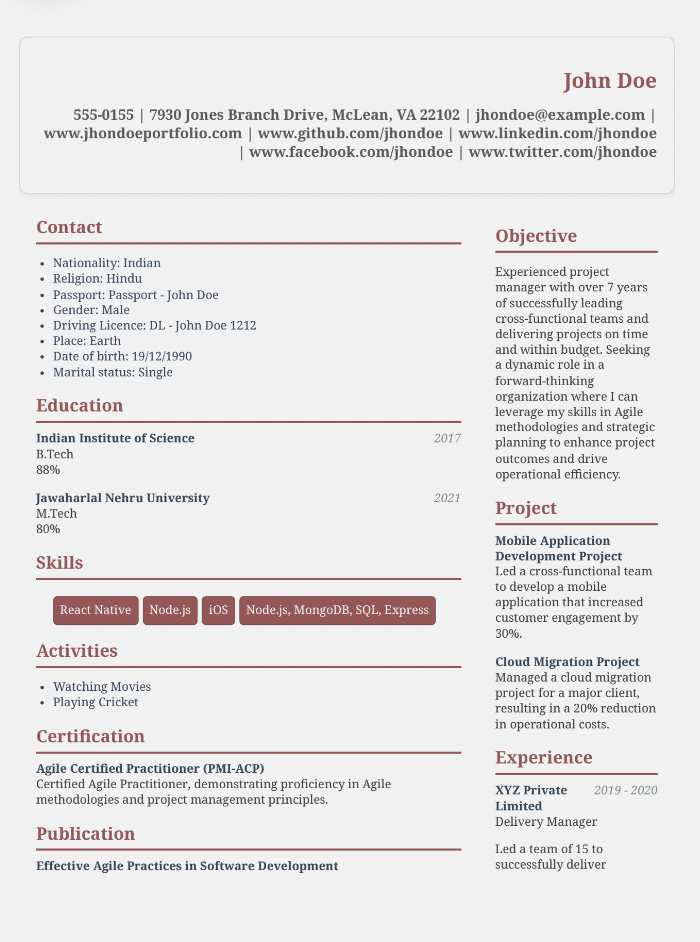 John Doe
555-0155 | 7930 Jones Branch Drive, McLean, VA 22102 | jhondoe@example.com |
www.jhondoeportfolio.com | www.github.com/jhondoe | www.linkedin.com/jhondoe
| www.facebook.com/jhondoe | www.twitter.com/jhondoe
Contact
• Nationality: Indian
• Religion: Hindu
• Passport: Passport - John Doe
• Gender: Male
• Driving Licence: DL - John Doe 1212
• Place: Earth
• Date of birth: 19/12/1990
• Marital status: Single
Education
Indian Institute of Science 2017
B.Tech
88%
Jawaharlal Nehru University 2021
M.Tech
80%
Skills
React Native Node.js iOS Node.js, MongoDB, SQL, Express
Activities
• Watching Movies
• Playing Cricket
Certification
Agile Certified Practitioner (PMI-ACP)
Certified Agile Practitioner, demonstrating proficiency in Agile
methodologies and project management principles.
Publication
Effective Agile Practices in Software Development
Objective
Experienced project
manager with over 7 years
of successfully leading
cross-functional teams and
delivering projects on time
and within budget. Seeking
a dynamic role in a
forward-thinking
organization where I can
leverage my skills in Agile
methodologies and strategic
planning to enhance project
outcomes and drive
operational efficiency.
Project
Mobile Application
Development Project
Led a cross-functional team
to develop a mobile
application that increased
customer engagement by
30%.
Cloud Migration Project
Managed a cloud migration
project for a major client,
resulting in a 20% reduction
in operational costs.
Experience
XYZ Private 2019 - 2020
Limited
Delivery Manager
Led a team of 15 to
successfully deliver